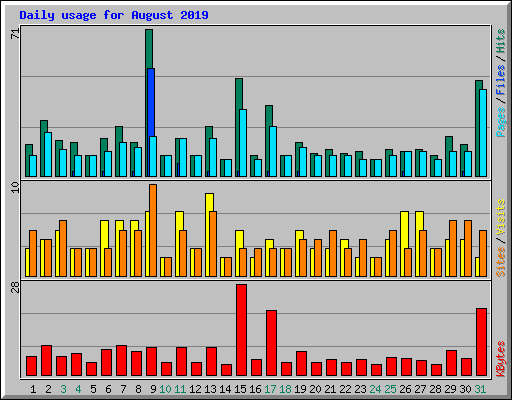 Daily usage for August 2019
71
Pages / Files / Hits
10
Sites / Visits
28
KBytes
1 2 3 4 5 6 7 8 9 10 11 12 13 14 15 16 17 18 19 20 21 22 23 24 25 26 27 28 29 30 31